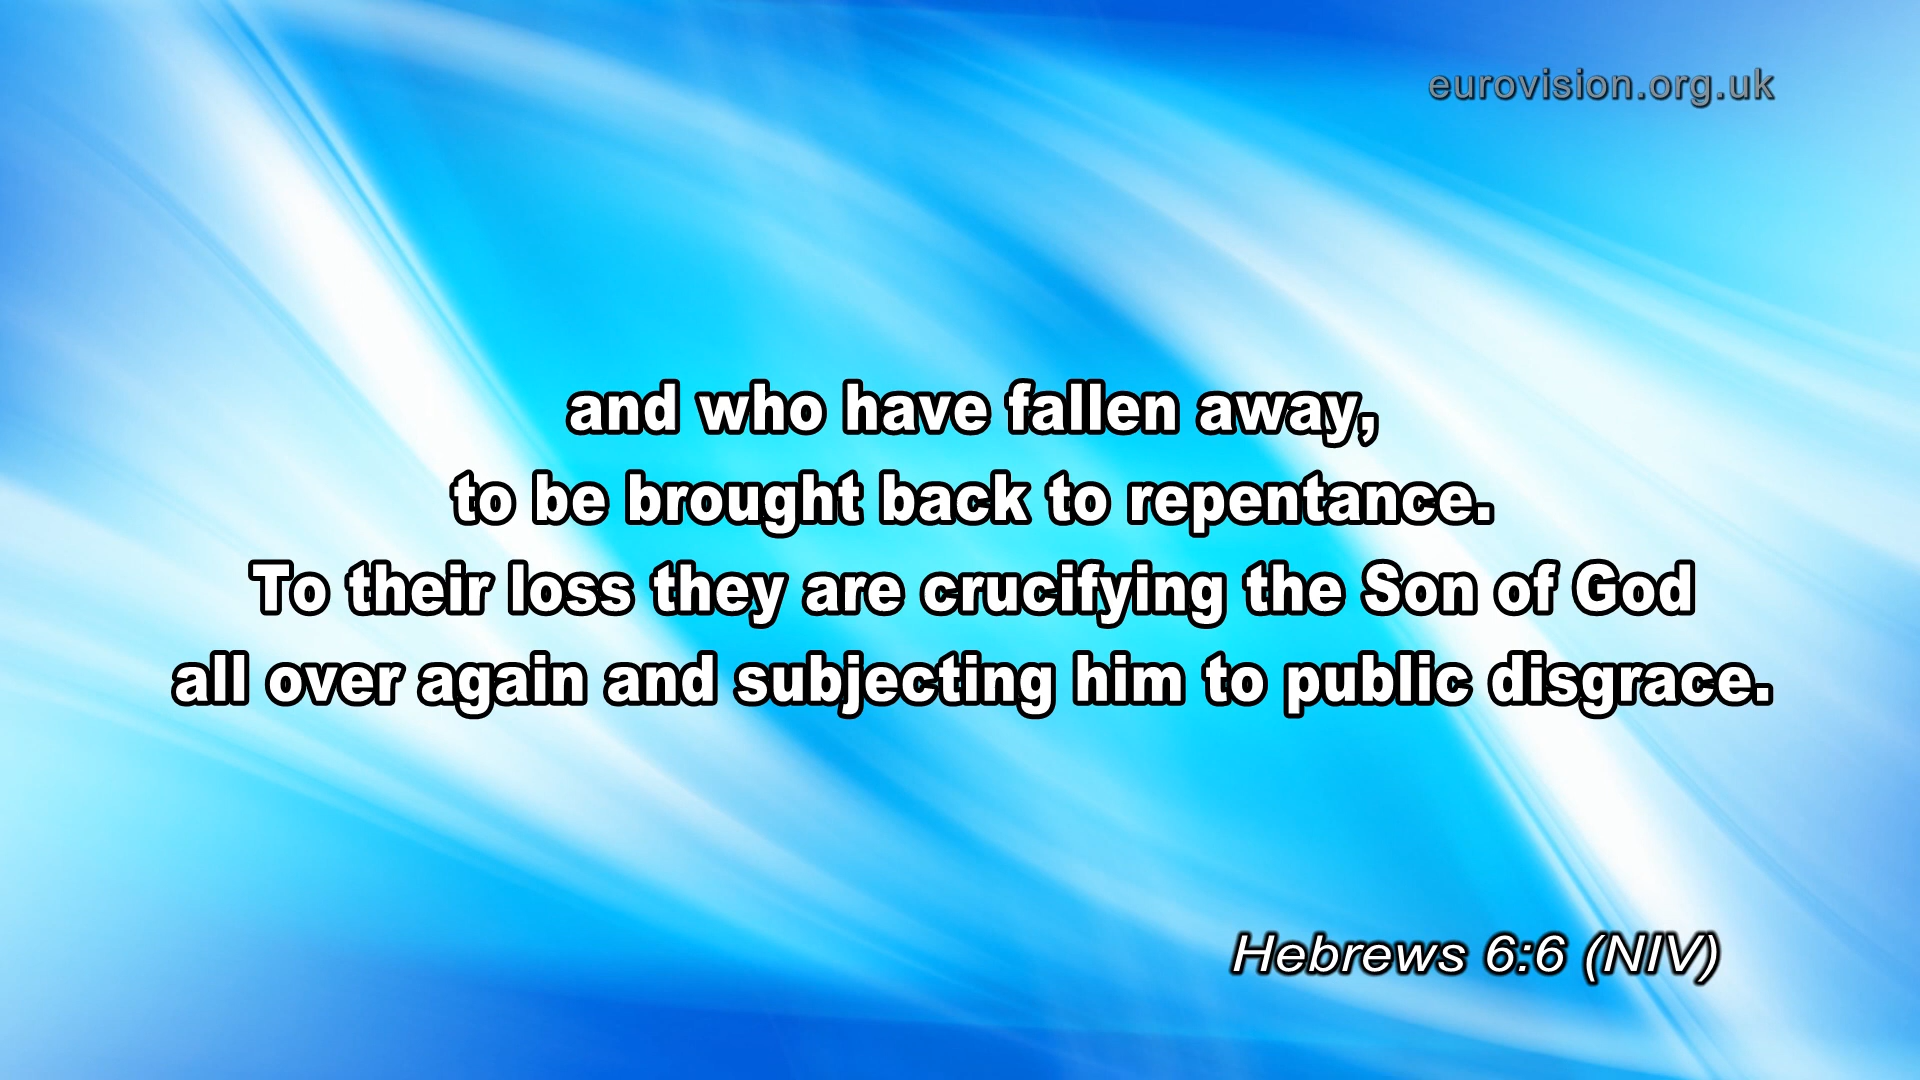 eurovision.org.uk
and who have fallen away,
to be brought back to repentance.
To their loss they are crucifying the Son of God
all over again and subjecting him to public disgrace.
Hebrews 6:6 (NIV)